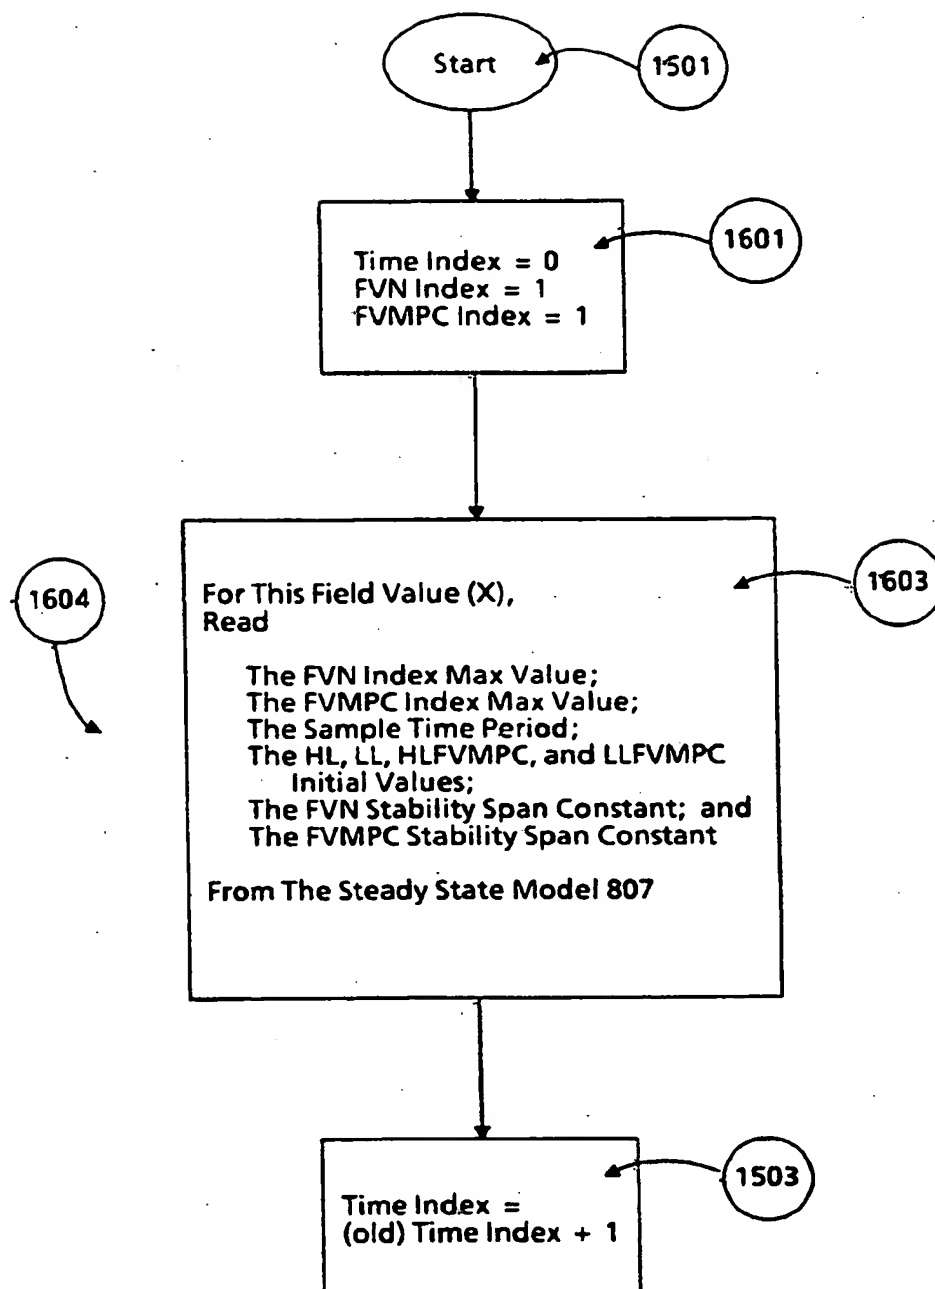 Start
1501
1601
Time Index = 0
FVN Index = 1
FVMPC Index = 1
1604
1603
For This Field Value (X),
Read
The FVN Index Max Value;
The FVMPC Index Max Value;
The Sample Time Period;
The HL, LL, HLFVMPC, and LLFVMPC
Initial Values;
The FVN Stability Span Constant; and
The FVMPC Stability Span Constant
From The Steady State Model 807
1503
Time Index =
(old) Time Index + 1